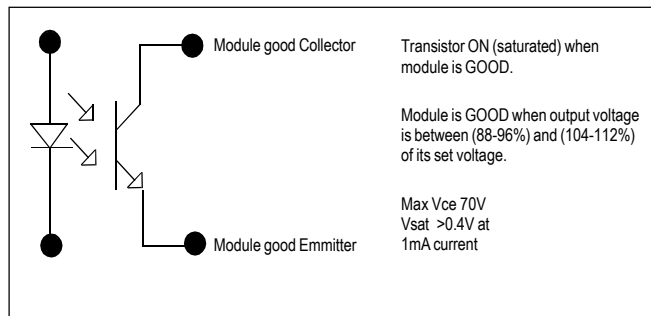 Module good Collector
Transistor ON (saturated) when
module is GOOD.
Module is GOOD when output voltage
is between (88-96%) and (104-112%)
of its set voltage.
Max Vce 70V
Vsat >0.4V at
1mA current
Module good Emmitter